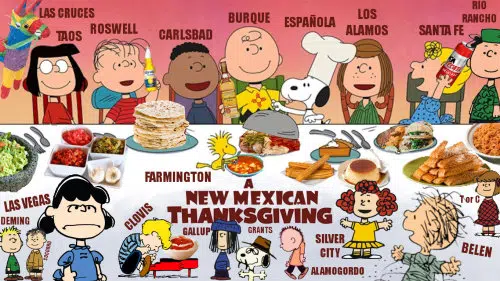 LAS CRUCES
TAOS
ROSWELL
CARLSBAD
BURQUE
ESPAÑOLA
LOS
ALAMOS
SANTA FE
RIO
RANCHO
FARMINGTON
A
NEW MEXICAN
THANKSGIVING
LAS VEGAS
DEMING
CLOVIS
GALLUP
GRANTS
SILVER
CITY
ALAMOGORDO
T or C
BELEN